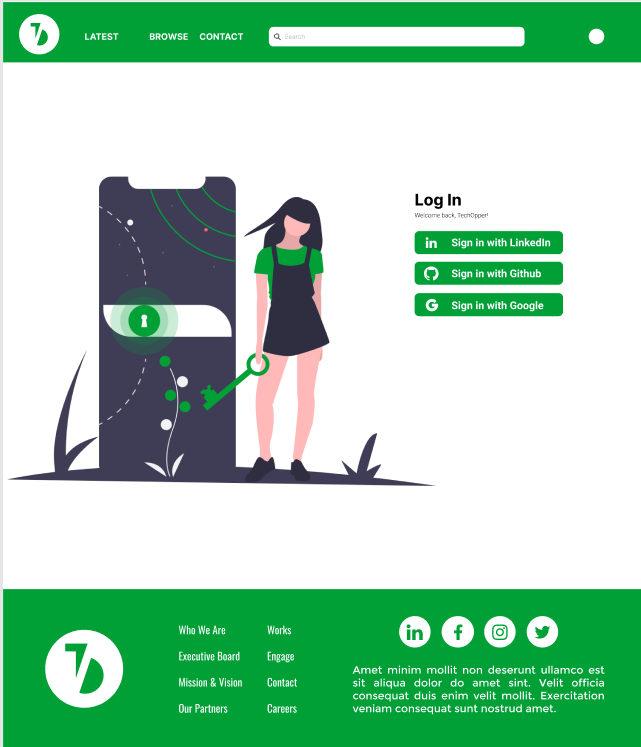 LATEST BROWSE CONTACT Search
Log In
Welcome back, TechOpper!
Sign in with LinkedIn
Sign in with Github
Sign in with Google
Who We Are
Executive Board
Mission & Vision
Our Partners
Works
Engage
Contact
Careers
Amet minim mollit non deserunt ullamco est
sit aliqua dolor do amet sint. Velit officia
consequat duis enim velit mollit. Exercitation
veniam consequat sunt nostrud amet.